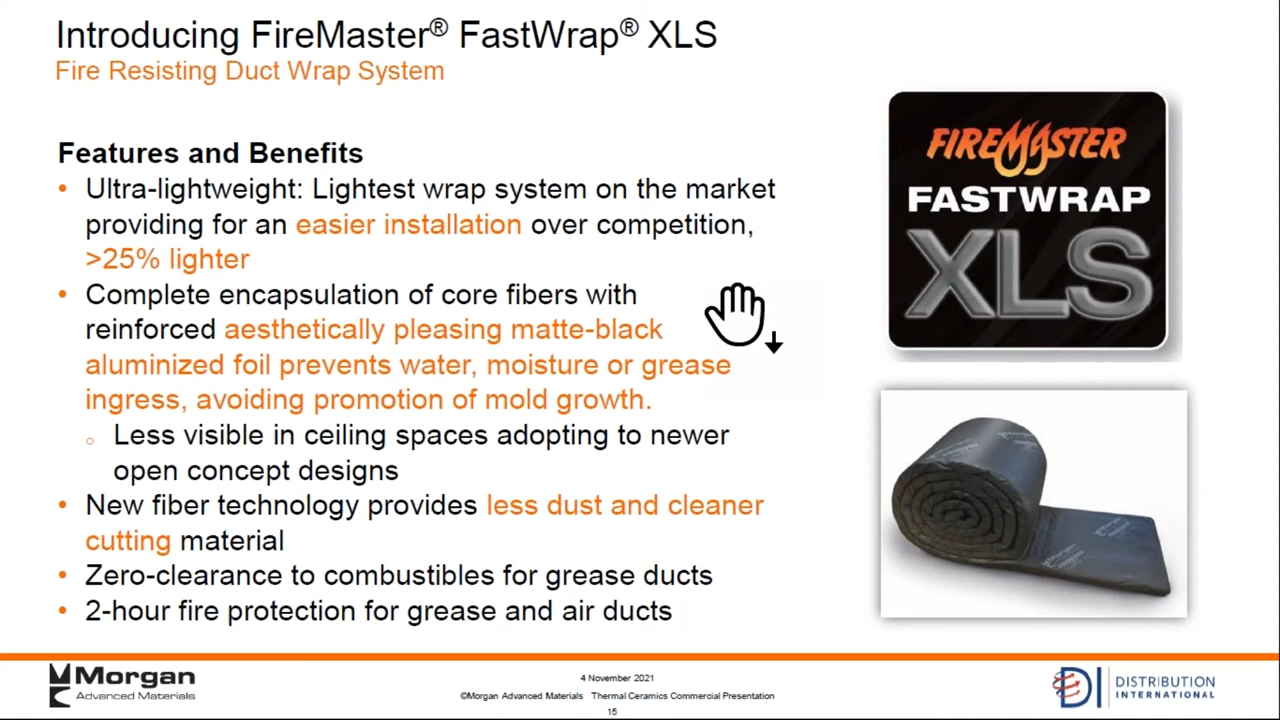 Introducing FireMaster® FastWrap® XLS
Fire Resisting Duct Wrap System
Features and Benefits
• Ultra-lightweight: Lightest wrap system on the market
providing for an easier installation over competition,
>25% lighter
• Complete encapsulation of core fibers with
reinforced aesthetically pleasing matte-black
aluminized foil prevents water, moisture or grease
ingress, avoiding promotion of mold growth.
○ Less visible in ceiling spaces adopting to newer
open concept designs
• New fiber technology provides less dust and cleaner
cutting material
• Zero-clearance to combustibles for grease ducts
• 2-hour fire protection for grease and air ducts
FIREMASTER
FASTWRAP
XLS
Morgan
Morgan
Morgan
Advanced Materials
4 November 2021
©Morgan Advanced Materials Thermal Ceramics Commercial Presentation
15
DI DISTRIBUTION
INTERNATIONAL